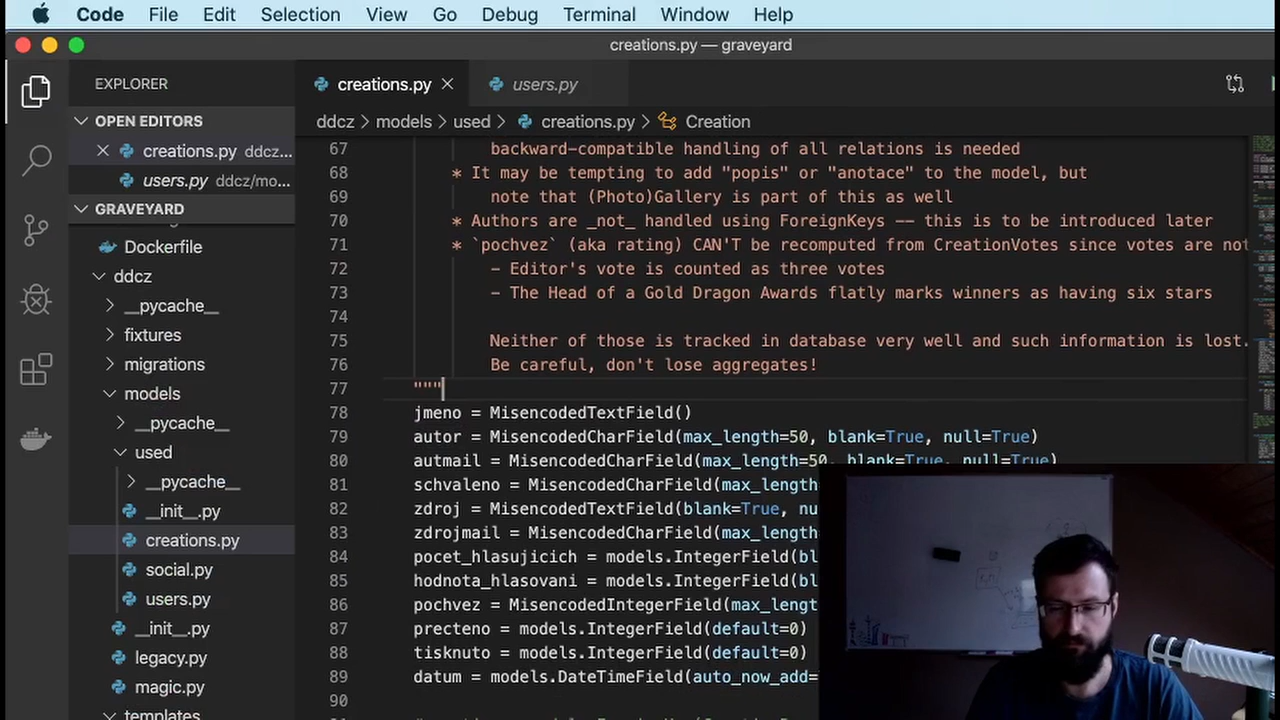 Code File Edit Selection View Go Debug Terminal Window Help
creations.py — graveyard
EXPLORER
OPEN EDITORS
creations.py ddcz...
users.py ddcz/mo...
GRAVEYARD
Dockerfile
ddcz
__pycache__
fixtures
migrations
models
__pycache__
used
__pycache__
__init__.py
creations.py
social.py
users.py
__init__.py
legacy.py
magic.py
templates
creations.py users.py
ddcz > models > used > creations.py > Creation
67 backward-compatible handling of all relations is needed
68 * It may be tempting to add "popis" or "anotace" to the model, but
69 note that (Photo)Gallery is part of this as well
70 * Authors are _not_ handled using ForeignKeys -- this is to be introduced later
71 * `pochvez` (aka rating) CAN'T be recomputed from CreationVotes since votes are not
72 - Editor's vote is counted as three votes
73 - The Head of a Gold Dragon Awards flatly marks winners as having six stars
74
75 Neither of those is tracked in database very well and such information is lost.
76 Be careful, don't lose aggregates!
77 """
78 jmeno = MisencodedTextField()
79 autor = MisencodedCharField(max_length=50, blank=True, null=True)
80 autmail = MisencodedCharField(max_length=50, blank=True, null=True)
81 schvaleno = MisencodedCharField(max_length
82 zdroj = MisencodedTextField(blank=True, nu
83 zdrojmail = MisencodedCharField(max_length
84 pocet_hlasujicich = models.IntegerField(bl
85 hodnota_hlasovani = models.IntegerField(bl
86 pochvez = MisencodedIntegerField(max_lengt
87 precteno = models.IntegerField(default=0)
88 tisknuto = models.IntegerField(default=0)
89 datum = models.DateTimeField(auto_now_add=
90